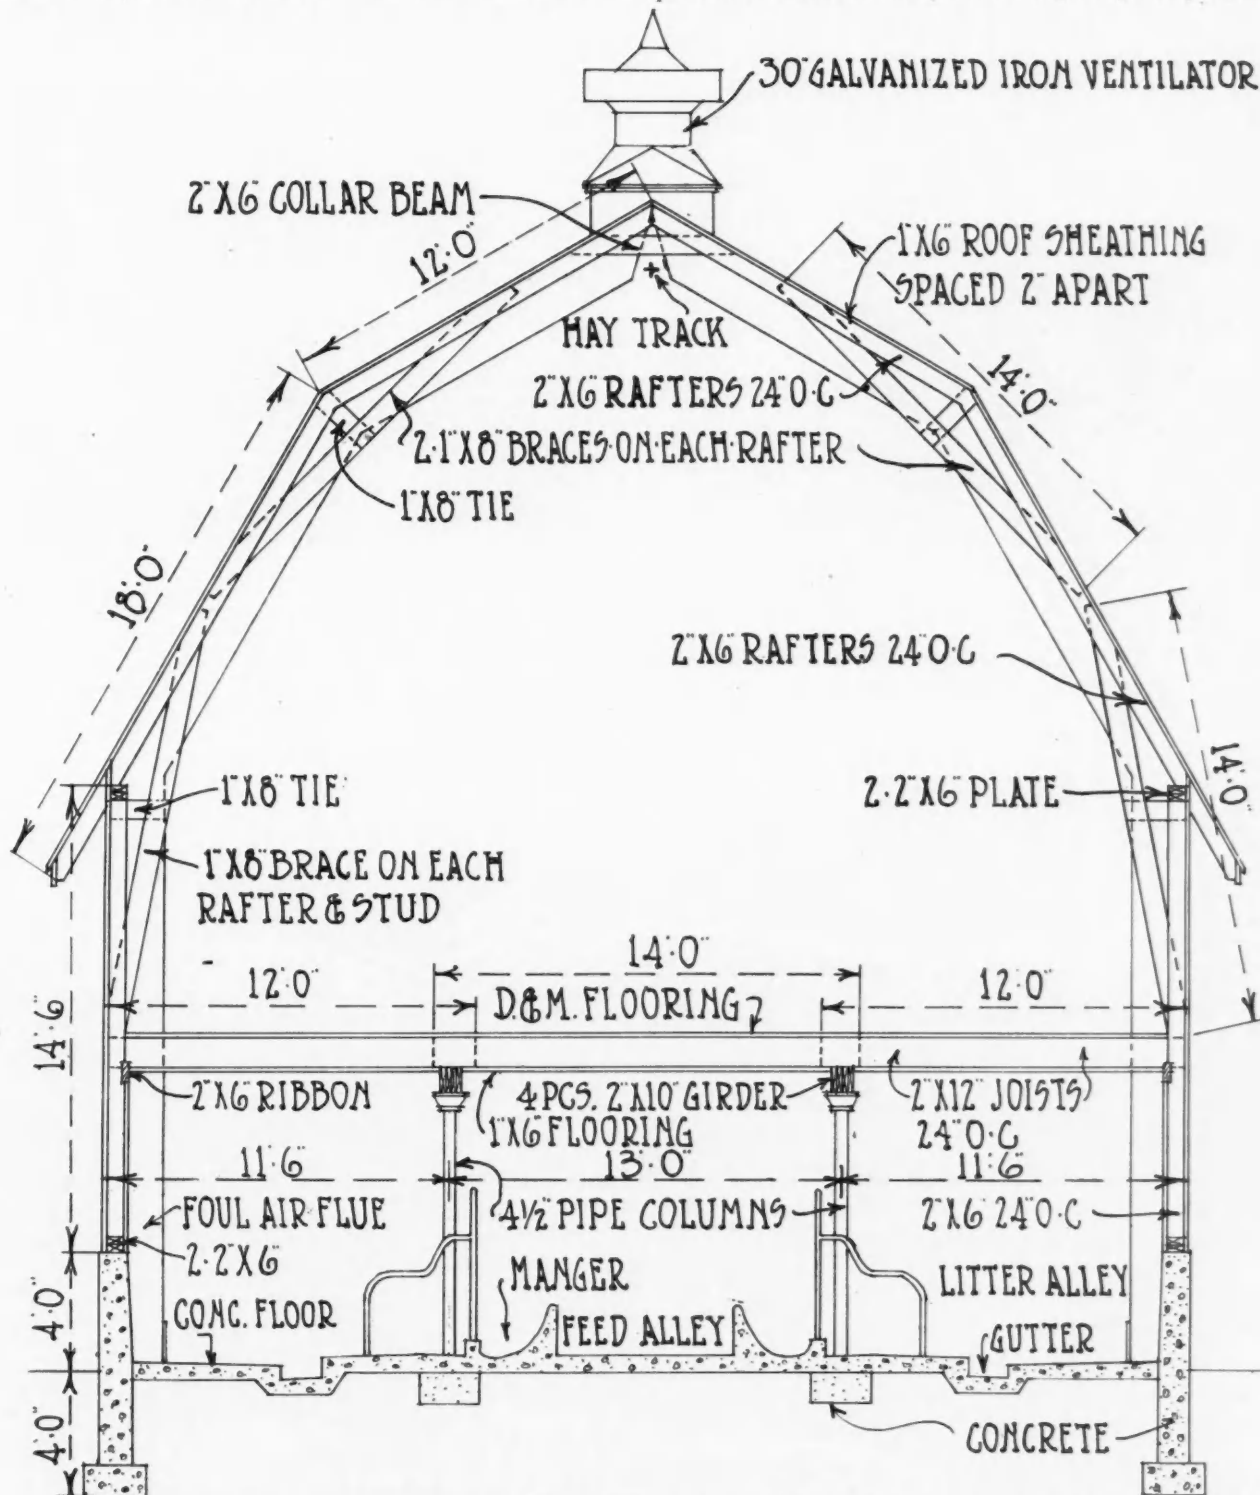 30" GALVANIZED IRON VENTILATOR
2"X6" COLLAR BEAM
12'·0"
1"X6" ROOF SHEATHING
SPACED 2" APART
HAY TRACK
2"X6" RAFTERS 24" O·C
14'·0"
2·1"X8" BRACES·ON·EACH·RAFTER
1"X8" TIE
18'·0"
2"X6" RAFTERS 24" O·C
1"X8" TIE
2·2"X6" PLATE
14'·0"
1"X8" BRACE ON EACH
RAFTER & STUD
14'·0"
12'·0"
D.&M. FLOORING
12'·0"
14'·6"
2"X6" RIBBON
4 PCS. 2"X10" GIRDER
2"X12" JOISTS
24" O·C
1"X6" FLOORING
11'·6"
13'·0"
11'·6"
FOUL AIR FLUE
4½" PIPE COLUMNS
2"X6" 24" O·C
2·2"X6"
MANGER
LITTER ALLEY
4'·0"
CONC. FLOOR
FEED ALLEY
GUTTER
4'·0"
CONCRETE